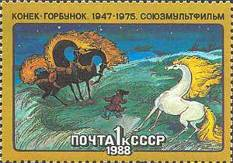 КОНЕК-ГОРБУНОК. 1947-1975. СОЮЗМУЛЬТФИЛЬМ
ПОЧТА 1К СССР
1988